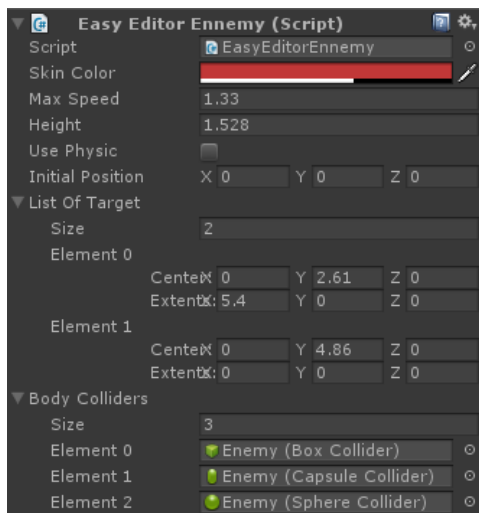 Easy Editor Ennemy (Script)
Script EasyEditorEnnemy
Skin Color
Max Speed 1.33
Height 1.528
Use Physic
Initial Position X 0 Y 0 Z 0
List Of Target
Size 2
Element 0
Center X 0 Y 2.61 Z 0
Extents: X 5.4 Y 0 Z 0
Element 1
Center X 0 Y 4.86 Z 0
Extents: X 0 Y 0 Z 0
Body Colliders
Size 3
Element 0 Enemy (Box Collider)
Element 1 Enemy (Capsule Collider)
Element 2 Enemy (Sphere Collider)